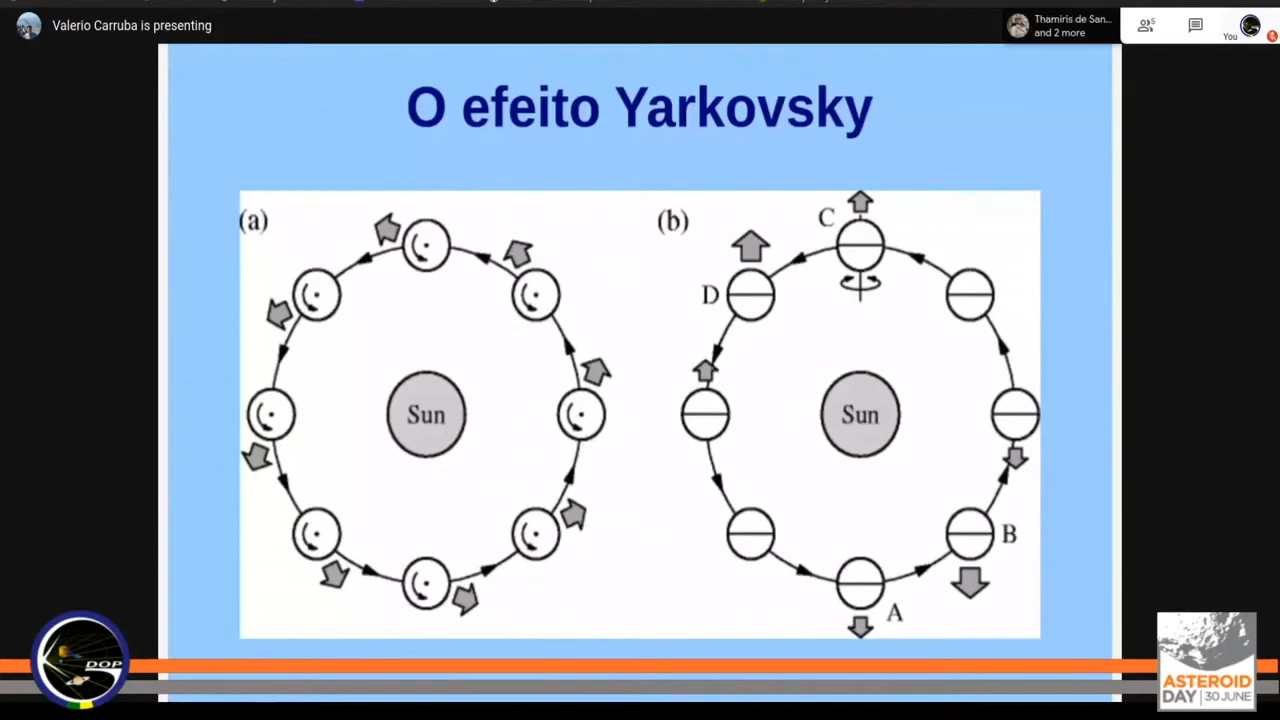 Valerio Carruba is presenting
Thamiris de San...
and 2 more
5
You
O efeito Yarkovsky
(a)
(b)
C
D
Sun
Sun
B
A
DOP
ASTEROID
DAY | 30 JUNE